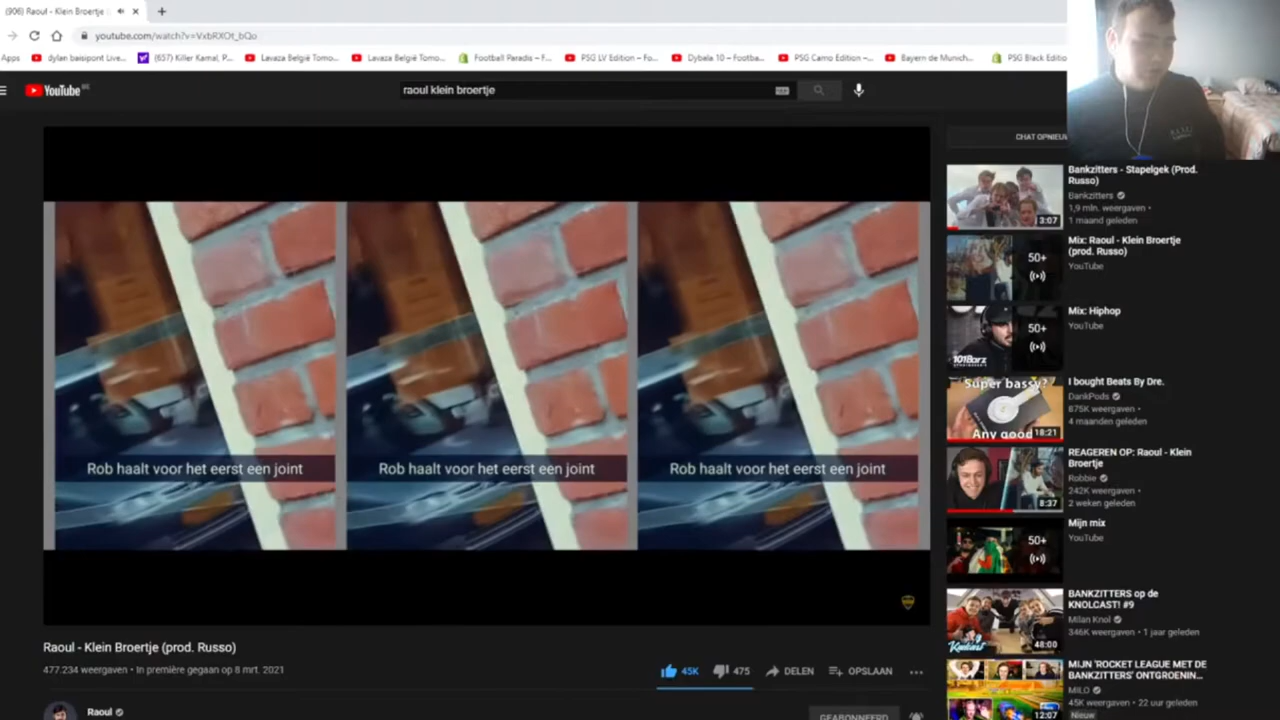 (906) Raoul - Klein Broertje
youtube.com/watch?v=VxbRXOt_bQo
Apps
dylan baisipont Live...
(657) Killer Kamal, P...
Lavaza België Tomo...
Lavaza België Tomo...
Football Paradis – F...
PSG LV Edition – Fo...
Dybala 10 – Footba...
PSG Camo Edition –...
Bayern de Munich...
PSG Black Editio
YouTube
raoul klein broertje
CHAT OPNIEUW
Rob haalt voor het eerst een joint
Rob haalt voor het eerst een joint
Rob haalt voor het eerst een joint
Raoul - Klein Broertje (prod. Russo)
477.234 weergaven • In première gegaan op 8 mrt. 2021
45K
475
DELEN
OPSLAAN
Raoul
GEABONNEERD
3:07
Bankzitters - Stapelgek (Prod.
Russo)
Bankzitters
1,9 mln. weergaven •
1 maand geleden
50+
Mix: Raoul - Klein Broertje
(prod. Russo)
YouTube
101Barz
50+
Mix: Hiphop
YouTube
Super bassy?
Any good
18:21
I bought Beats By Dre.
DankPods
875K weergaven •
4 maanden geleden
8:37
REAGEREN OP: Raoul - Klein
Broertje
Robbie
242K weergaven •
2 weken geleden
50+
Mijn mix
YouTube
Knolcast
48:00
BANKZITTERS op de
KNOLCAST! #9
Milan Knol
346K weergaven • 1 jaar geleden
12:07
MIJN 'ROCKET LEAGUE MET DE
BANKZITTERS' ONTGROENIN...
MILO
45K weergaven • 22 uur geleden
Nieuw